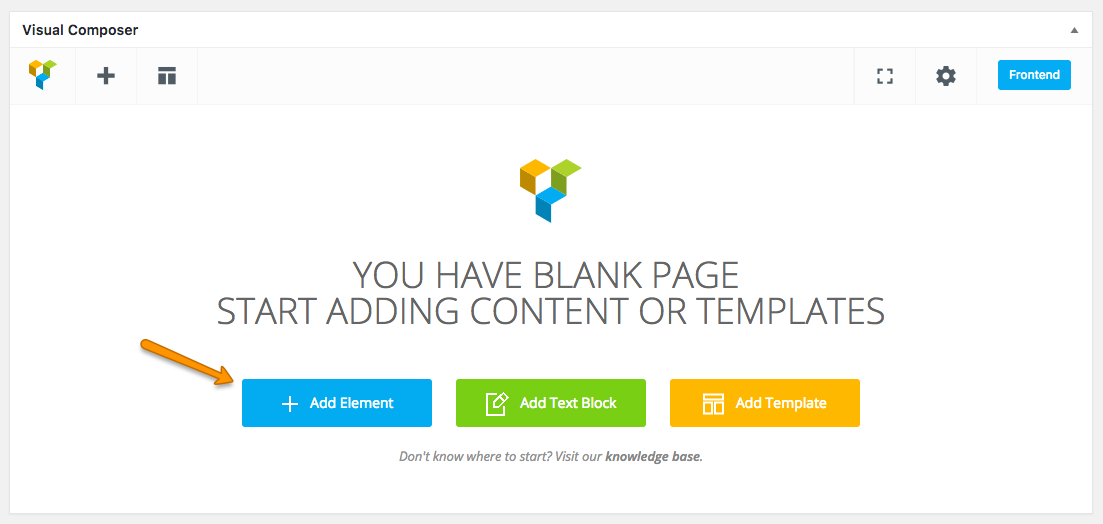 Visual Composer
Frontend
YOU HAVE BLANK PAGE
START ADDING CONTENT OR TEMPLATES
Add Element
Add Text Block
Add Template
Don't know where to start? Visit our knowledge base.